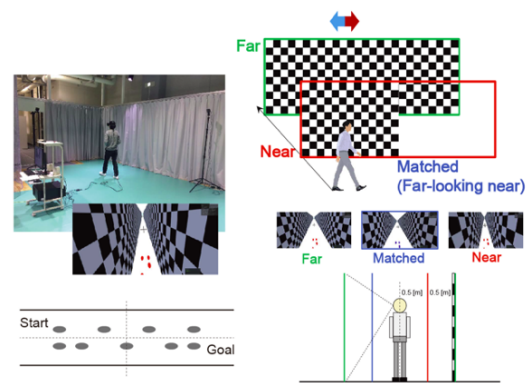 Far
Near
Matched
(Far-looking near)
Far
Matched
Near
Start
Goal
0.5 [m]
0.5 [m]